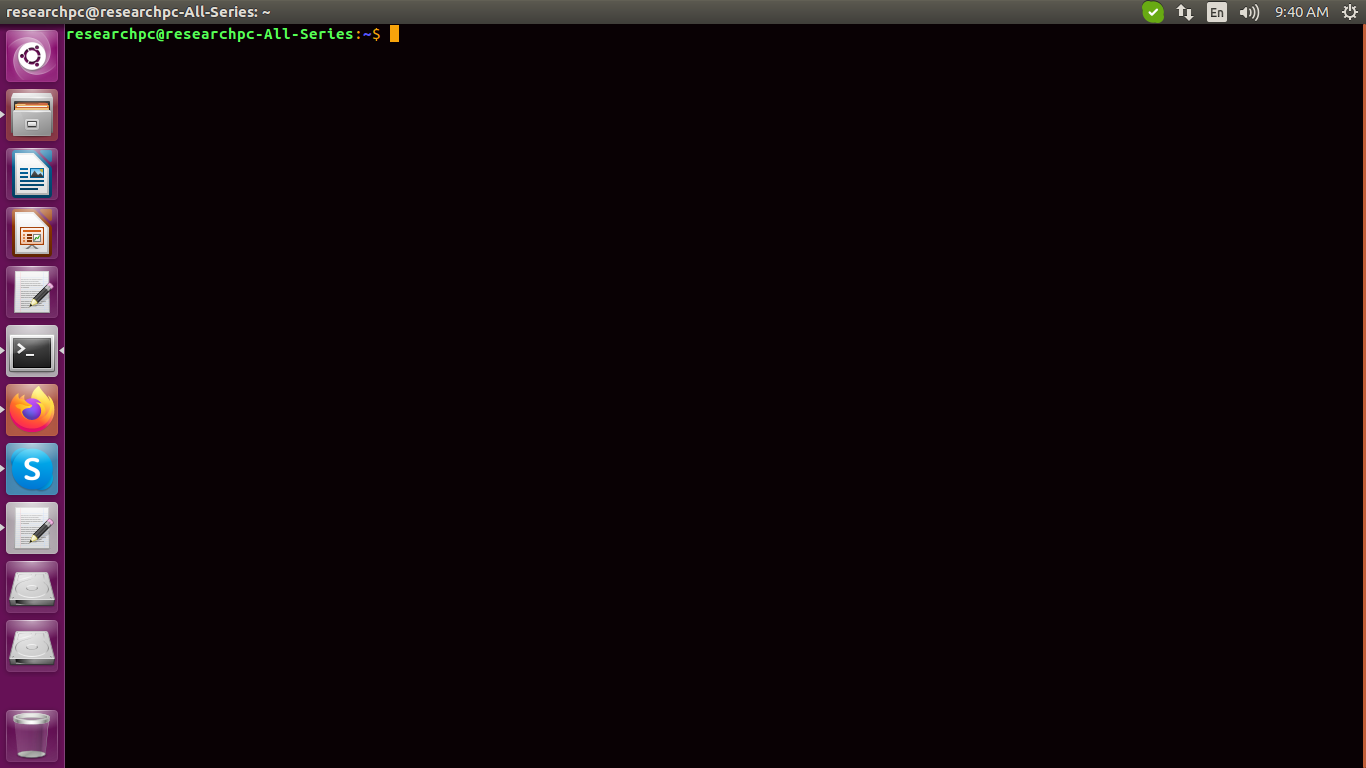 researchpc@researchpc-All-Series: ~
En
9:40 AM
researchpc@researchpc-All-Series:~$
>_
S